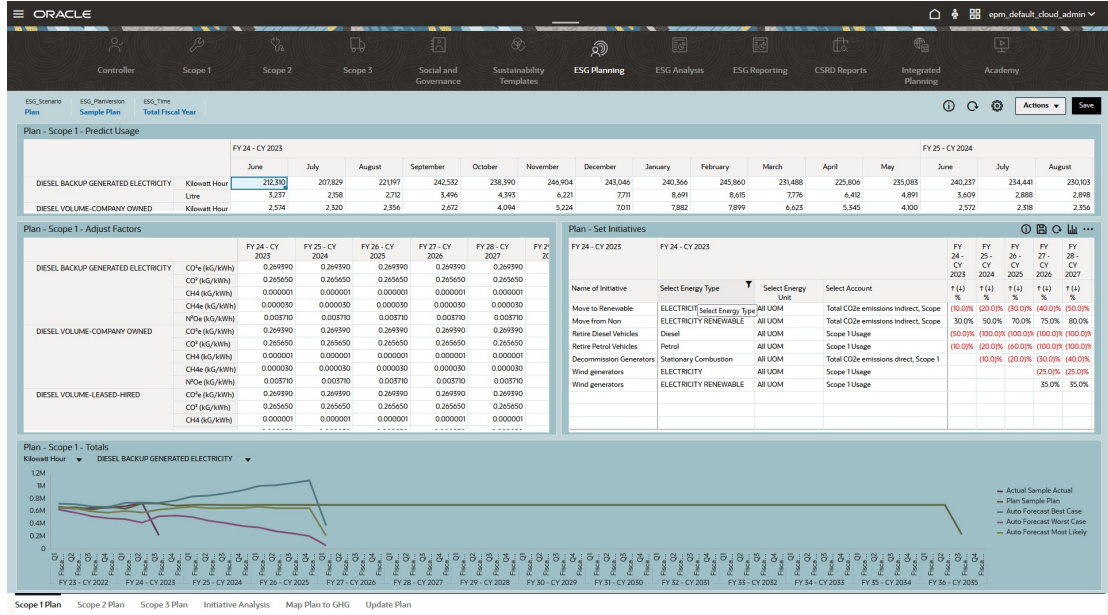 ORACLE
epm_default_cloud_admin
Controller Scope 1 Scope 2 Scope 3 Social and Governance Sustainability Templates ESG Planning ESG Analysis ESG Reporting CSRD Reports Integrated Planning Academy
ESG_Scenario ESG_PlanVersion ESG_Time
Plan Sample Plan Total Fiscal Year
Actions Save
Plan - Scope 1 - Predict Usage
FY 24 - CY 2023 FY 25 - CY 2024
June July August September October November December January February March April May June July August
DIESEL BACKUP GENERATED ELECTRICITY Kilowatt Hour 212,310 207,829 221,197 242,532 238,390 246,904 243,046 240,366 245,860 231,488 225,806 235,083 240,237 234,441 230,103
Litre 3,237 2,158 2,712 3,496 4,393 6,221 7,711 8,691 8,615 7,776 6,412 4,891 3,609 2,888 2,898
DIESEL VOLUME-COMPANY OWNED Kilowatt Hour 2,574 2,320 2,356 2,672 4,094 5,224 7,011 7,882 7,899 6,623 5,345 4,100 2,572 2,318 2,356
Plan - Scope 1 - Adjust Factors
FY 24 - CY 2023 FY 25 - CY 2024 FY 26 - CY 2025 FY 27 - CY 2026 FY 28 - CY 2027
DIESEL BACKUP GENERATED ELECTRICITY CO²e (kG/kWh) 0.269390 0.269390 0.269390 0.269390 0.269390
CO² (kG/kWh) 0.265650 0.265650 0.265650 0.265650 0.265650
CH4 (kG/kWh) 0.000001 0.000001 0.000001 0.000001 0.000001
CH4e (kG/kWh) 0.000030 0.000030 0.000030 0.000030 0.000030
N²Oe (kG/kWh) 0.003710 0.003710 0.003710 0.003710 0.003710
DIESEL VOLUME-COMPANY OWNED CO²e (kG/kWh) 0.269390 0.269390 0.269390 0.269390 0.269390
CO² (kG/kWh) 0.265650 0.265650 0.265650 0.265650 0.265650
CH4 (kG/kWh) 0.000001 0.000001 0.000001 0.000001 0.000001
CH4e (kG/kWh) 0.000030 0.000030 0.000030 0.000030 0.000030
N²Oe (kG/kWh) 0.003710 0.003710 0.003710 0.003710 0.003710
DIESEL VOLUME-LEASED-HIRED CO²e (kG/kWh) 0.269390 0.269390 0.269390 0.269390 0.269390
CO² (kG/kWh) 0.265650 0.265650 0.265650 0.265650 0.265650
CH4 (kG/kWh) 0.000001 0.000001 0.000001 0.000001 0.000001
Plan - Set Initiatives
FY 24 - CY 2023 FY 24 - CY 2023 FY 24 - CY 2023 FY 25 - CY 2024 FY 26 - CY 2025 FY 27 - CY 2026 FY 28 - CY 2027
Name of Initiative Select Energy Type Select Energy Unit Select Account ↑(↓) % ↑(↓) % ↑(↓) % ↑(↓) % ↑(↓) %
Move to Renewable ELECTRICIT Select Energy Type All UOM Total CO2e emissions indirect, Scope (10.0)% (20.0)% (30.0)% (40.0)% (50.0)%
Move from Non ELECTRICITY RENEWABLE All UOM Total CO2e emissions indirect, Scope 30.0% 50.0% 70.0% 75.0% 80.0%
Retire Diesel Vehicles Diesel All UOM Scope 1 Usage (50.0)% (100.0)% (100.0)% (100.0)% (100.0)%
Retire Petrol Vehicles Petrol All UOM Scope 1 Usage (10.0)% (20.0)% (60.0)% (100.0)% (100.0)%
Decommission Generators Stationary Combustion All UOM Total CO2e emissions direct, Scope 1 (10.0)% (20.0)% (30.0)% (40.0)%
Wind generators ELECTRICITY All UOM Scope 1 Usage (25.0)% (25.0)%
Wind generators ELECTRICITY RENEWABLE All UOM Scope 1 Usage 35.0% 35.0%
Plan - Scope 1 - Totals
Kilowatt Hour DIESEL BACKUP GENERATED ELECTRICITY
1.2M
1M
0.8M
0.6M
0.4M
0.2M
0
Actual Sample Actual
Plan Sample Plan
Auto Forecast Best Case
Auto Forecast Worst Case
Auto Forecast Most Likely
FY 23 - CY 2022 FY 24 - CY 2023 FY 25 - CY 2024 FY 26 - CY 2025 FY 27 - CY 2026 FY 28 - CY 2027 FY 29 - CY 2028 FY 30 - CY 2029 FY 31 - CY 2030 FY 32 - CY 2031 FY 33 - CY 2032 FY 34 - CY 2033 FY 35 - CY 2034 FY 36 - CY 2035
Scope 1 Plan Scope 2 Plan Scope 3 Plan Initiative Analysis Map Plan to GHG Update Plan